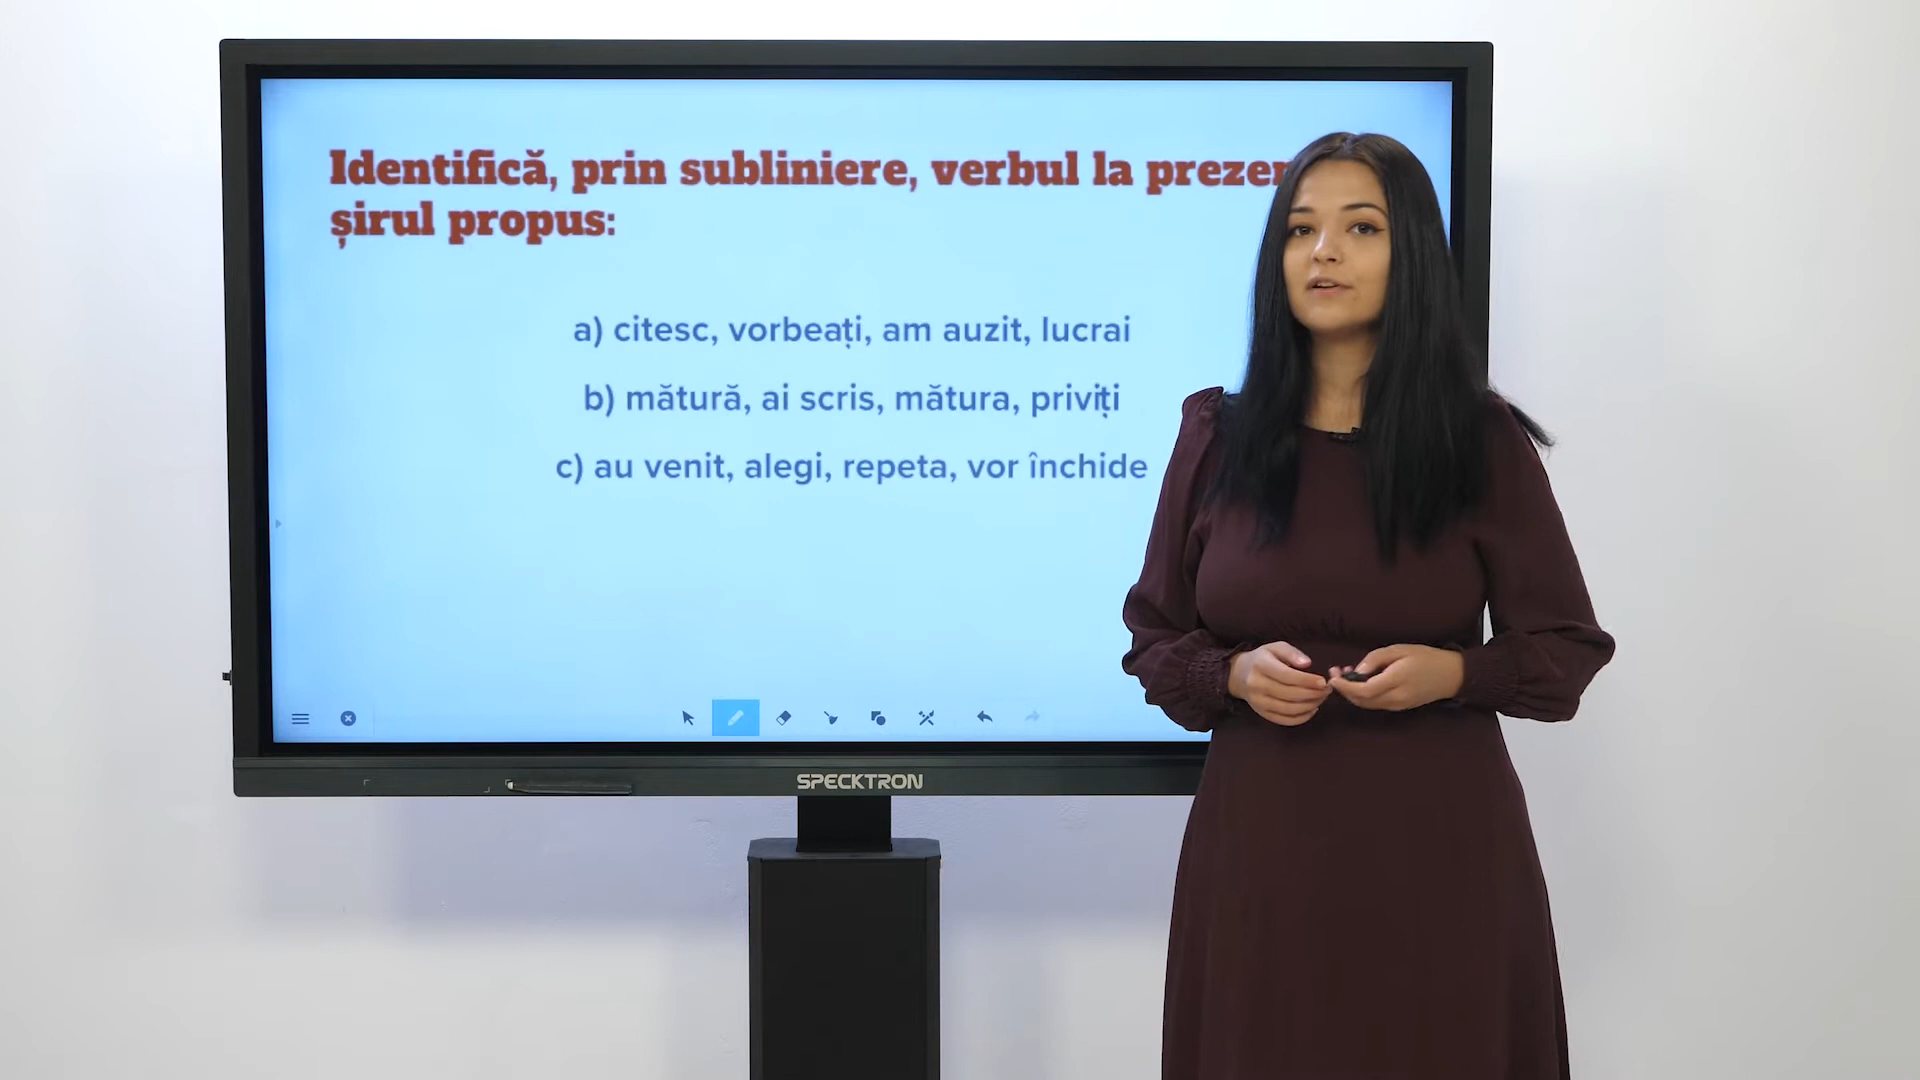 Identifică, prin subliniere, verbul la
șirul propus:
a) citesc, vorbeați, am auzit, lucrai
b) mătură, ai scris, mătura, priviți
c) au venit, alegi, repeta, vor închide
SPECKTRON